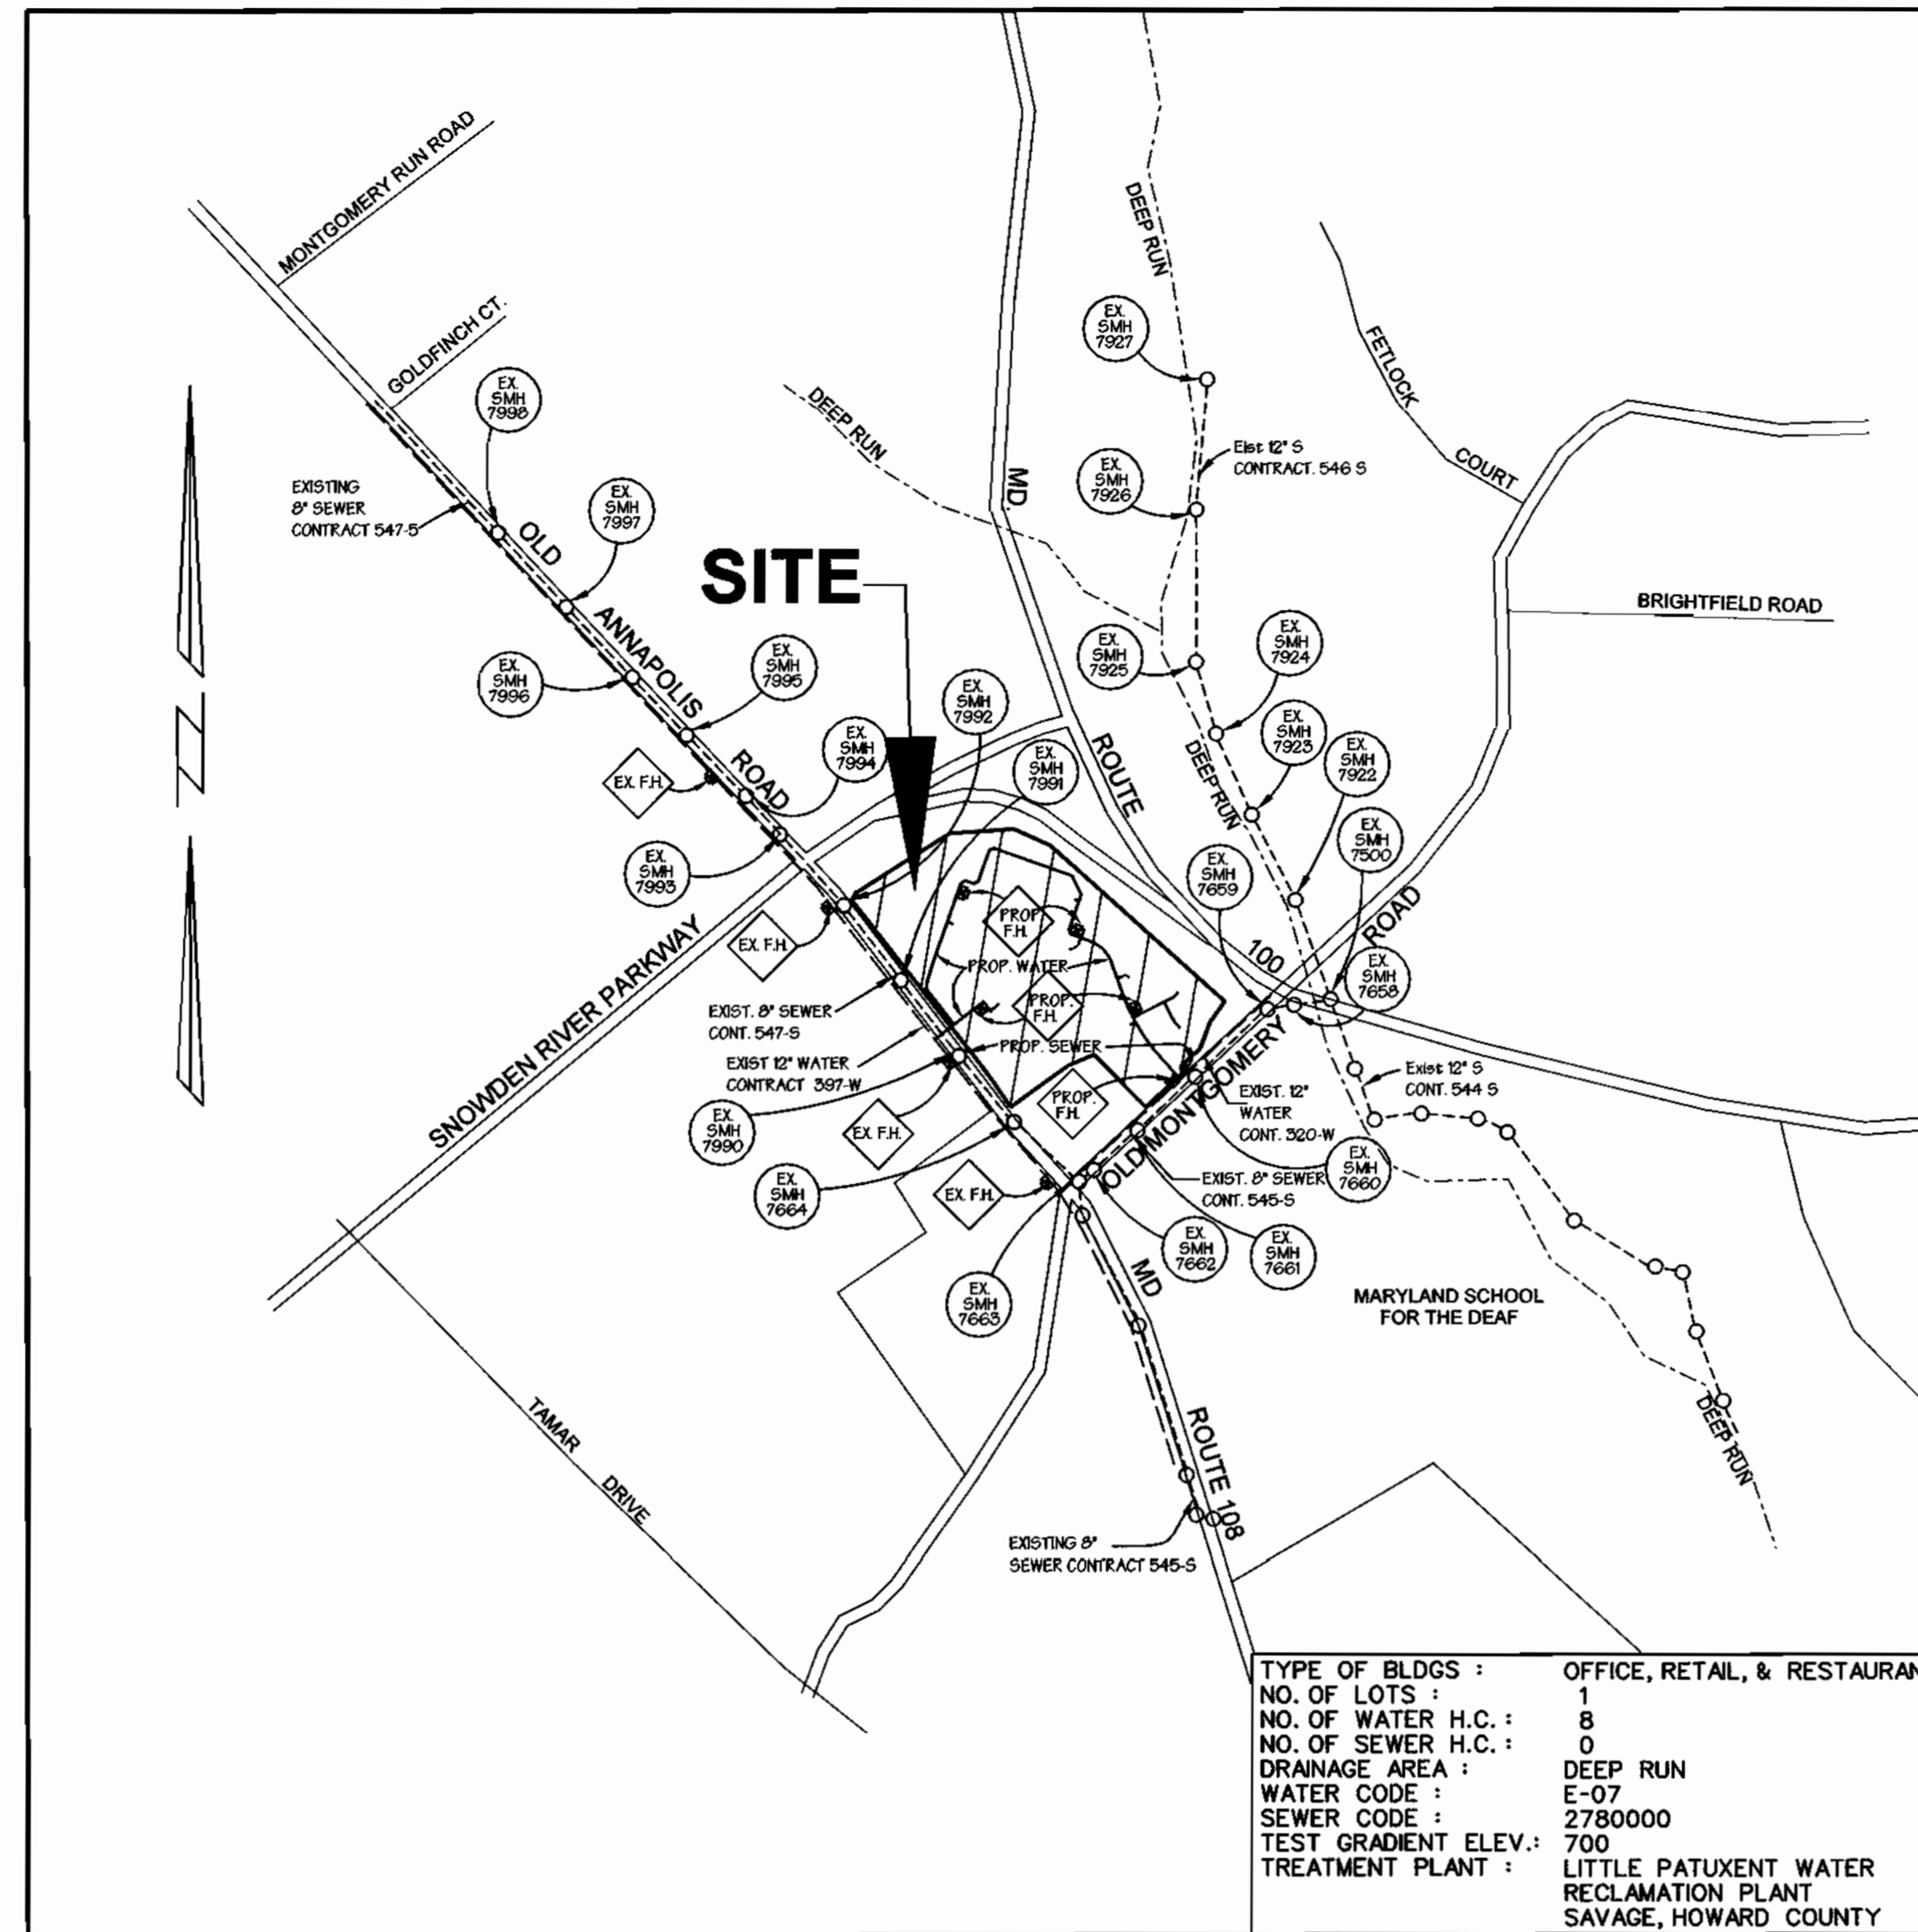 MONTGOMERY RUN ROAD
GOLDFINCH CT.
DEEP RUN
EX.
SMH
7927
FETLOCK
COURT
EX.
SMH
7998
DEEP RUN
Eist 12" S
CONTRACT. 546 S
EX.
SMH
7926
MD.
EXISTING
8" SEWER
CONTRACT 547-S
EX.
SMH
7997
OLD
ANNAPOLIS
ROAD
SITE
BRIGHTFIELD ROAD
EX.
SMH
7925
EX.
SMH
7924
EX.
SMH
7996
EX.
SMH
7995
EX.
SMH
7992
N
EX.
SMH
7994
EX.
SMH
7991
ROUTE
DEEP RUN
EX.
SMH
7923
EX.
SMH
7922
EX. F.H.
EX.
SMH
7500
EX.
SMH
7993
EX.
SMH
7659
PROP.
F.H.
EX. F.H.
SNOWDEN RIVER PARKWAY
100
ROAD
PROP. WATER
EX.
SMH
7658
PROP.
F.H.
EXIST. 8" SEWER
CONT. 547-S
PROP. SEWER
OLD MONTGOMERY
EXIST 12" WATER
CONTRACT 397-W
Exist 12" S
CONT. 544 S
EXIST. 12"
WATER
CONT. 320-W
PROP.
F.H.
EX.
SMH
7990
EX. F.H.
EX.
SMH
7660
EXIST. 8" SEWER
CONT. 545-S
EX.
SMH
7664
EX. F.H.
EX.
SMH
7662
EX.
SMH
7661
MD
EX.
SMH
7663
MARYLAND SCHOOL
FOR THE DEAF
TAMAR
DRIVE
ROUTE 108
DEEP RUN
EXISTING 8"
SEWER CONTRACT 545-S
TYPE OF BLDGS : OFFICE, RETAIL, & RESTAURAN
NO. OF LOTS : 1
NO. OF WATER H.C. : 8
NO. OF SEWER H.C. : 0
DRAINAGE AREA : DEEP RUN
WATER CODE : E-07
SEWER CODE : 2780000
TEST GRADIENT ELEV.: 700
TREATMENT PLANT : LITTLE PATUXENT WATER
RECLAMATION PLANT
SAVAGE, HOWARD COUNTY